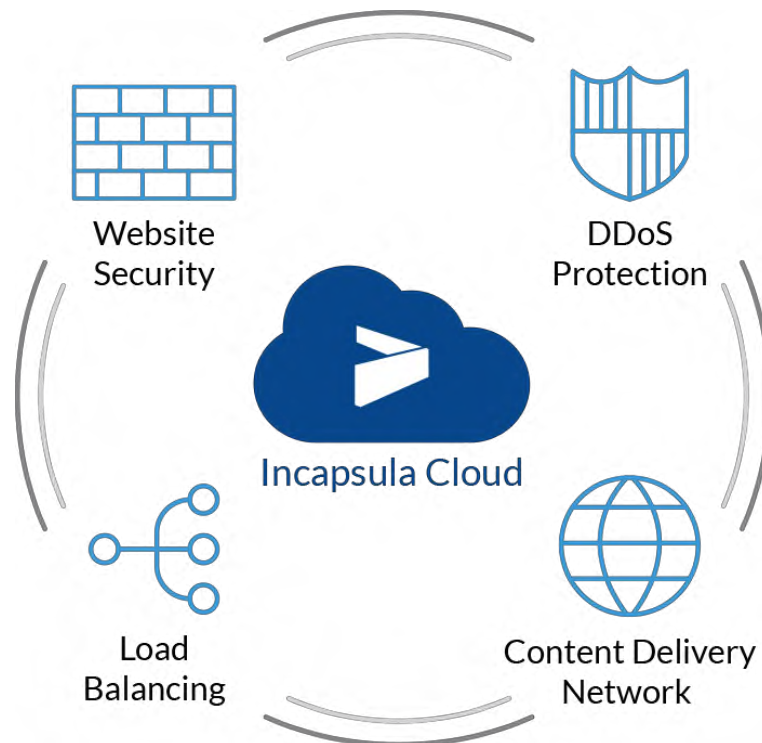 Website
Security
DDoS
Protection
Incapsula Cloud
Load
Balancing
Content Delivery
Network